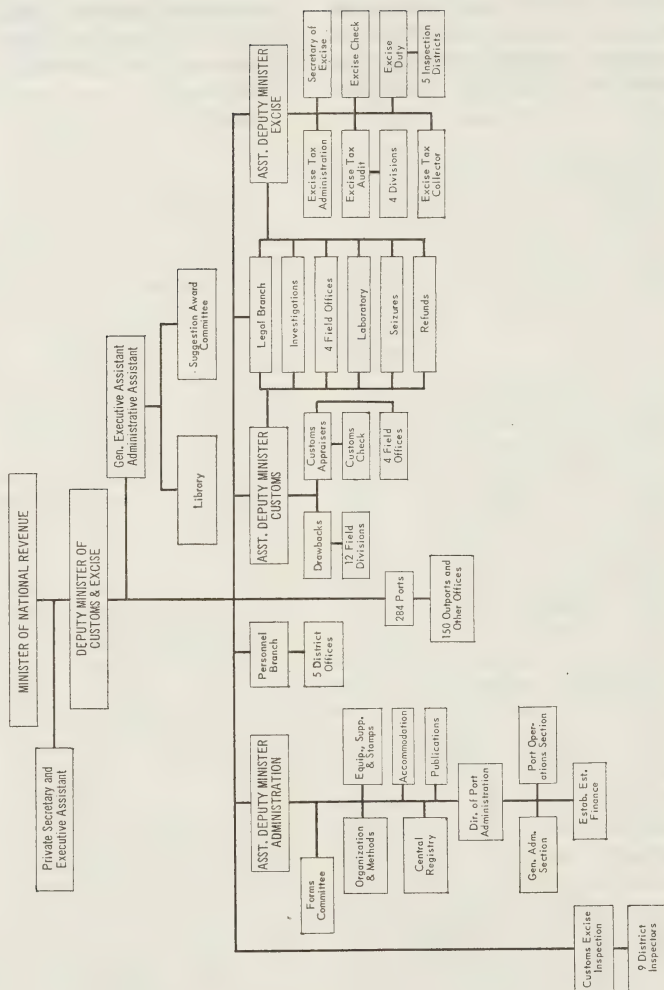 MINISTER OF NATIONAL REVENUE
Private Secretary and
Executive Assistant
DEPUTY MINISTER OF
CUSTOMS & EXCISE
Gen. Executive Assistant
Administrative Assistant
Library
Suggestion Award
Committee
ASST. DEPUTY MINISTER
ADMINISTRATION
Forms
Committee
Organization
& Methods
Equip., Supp.
& Stamps
Accommodation
Central
Registry
Publications
Dir. of Port
Administration
Gen. Adm.
Section
Port Oper-
ations Section
Estab. Est.
Finance
Customs Excise
Inspection
9 District
Inspectors
Personnel
Branch
5 District
Offices
284 Ports
150 Outports and
Other Offices
ASST. DEPUTY MINISTER
CUSTOMS
Drawbacks
12 Field
Divisions
Customs
Appraisers
Customs
Check
4 Field
Offices
Legal Branch
Investigations
4 Field Offices
Laboratory
Seizures
Refunds
ASST. DEPUTY MINISTER
EXCISE
Excise Tax
Administration
Secretary of
Excise
Excise Tax
Audit
Excise Check
4 Divisions
Excise
Duty
Excise Tax
Collector
5 Inspection
Districts